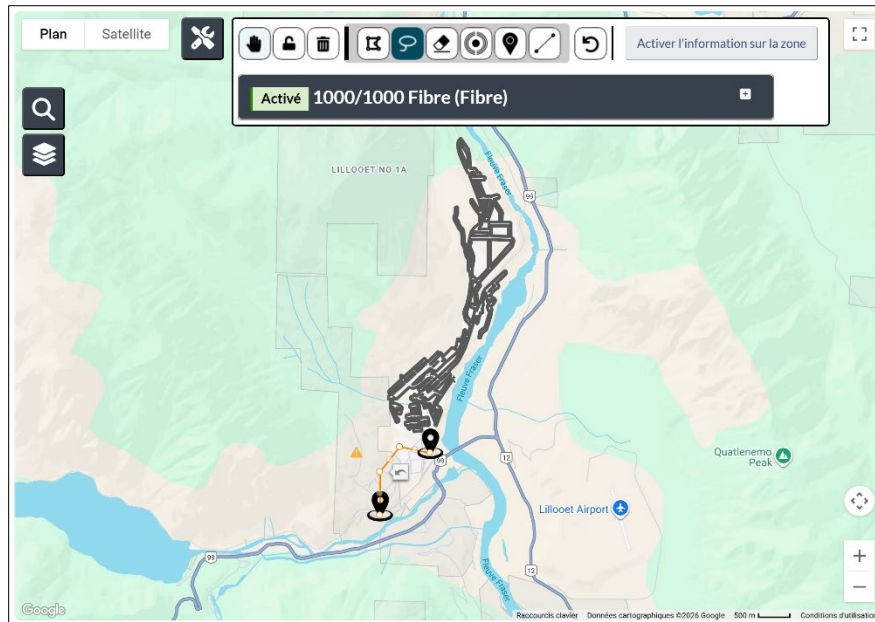 Plan Satellite
Activer l'information sur la zone
Activé 1000/1000 Fibre (Fibre)
LILLOOET NO 1A
Fleuve Fraser
99
Fleuve Fraser
99
12
Quatlenemo
Peak
Lillooet Airport
99
12
Fleuve Fraser
Google
Raccourcis clavier Données cartographiques ©2026 Google 500 m Conditions d'utilisation